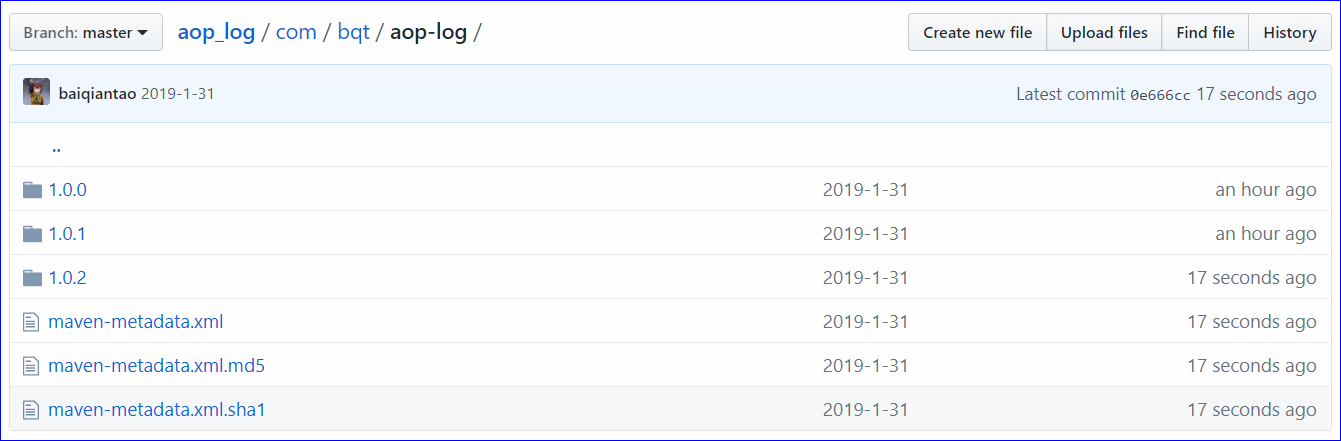 Branch: master aop_log / com / bqt / aop-log / Create new file Upload files Find file History
baiqiantao 2019-1-31 Latest commit 0e666cc 17 seconds ago
..
1.0.0 2019-1-31 an hour ago
1.0.1 2019-1-31 an hour ago
1.0.2 2019-1-31 17 seconds ago
maven-metadata.xml 2019-1-31 17 seconds ago
maven-metadata.xml.md5 2019-1-31 17 seconds ago
maven-metadata.xml.sha1 2019-1-31 17 seconds ago